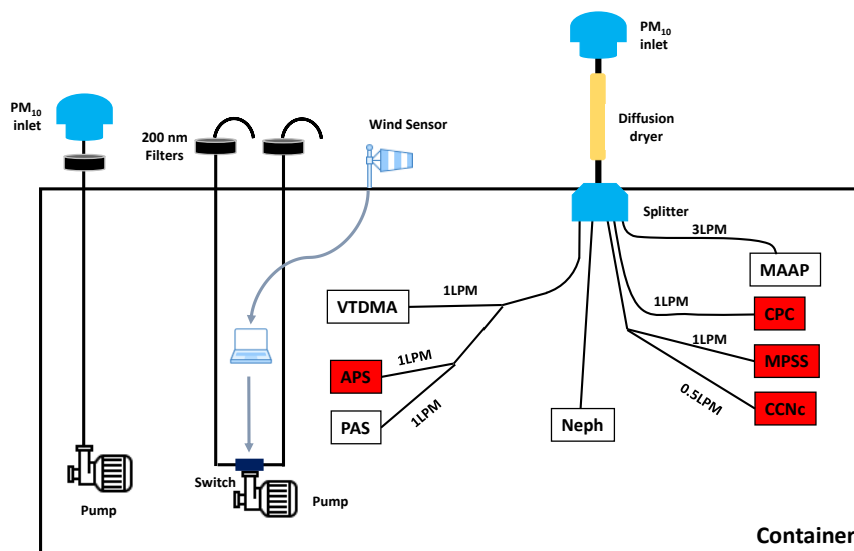 PM10
inlet
PM10
inlet
200 nm
Filters
Wind Sensor
Diffusion
dryer
Splitter
3LPM
MAAP
1LPM
VTDMA
1LPM
CPC
1LPM
APS
1LPM
MPSS
1LPM
PAS
0.5LPM
CCNc
Neph
Switch
Pump
Pump
Container